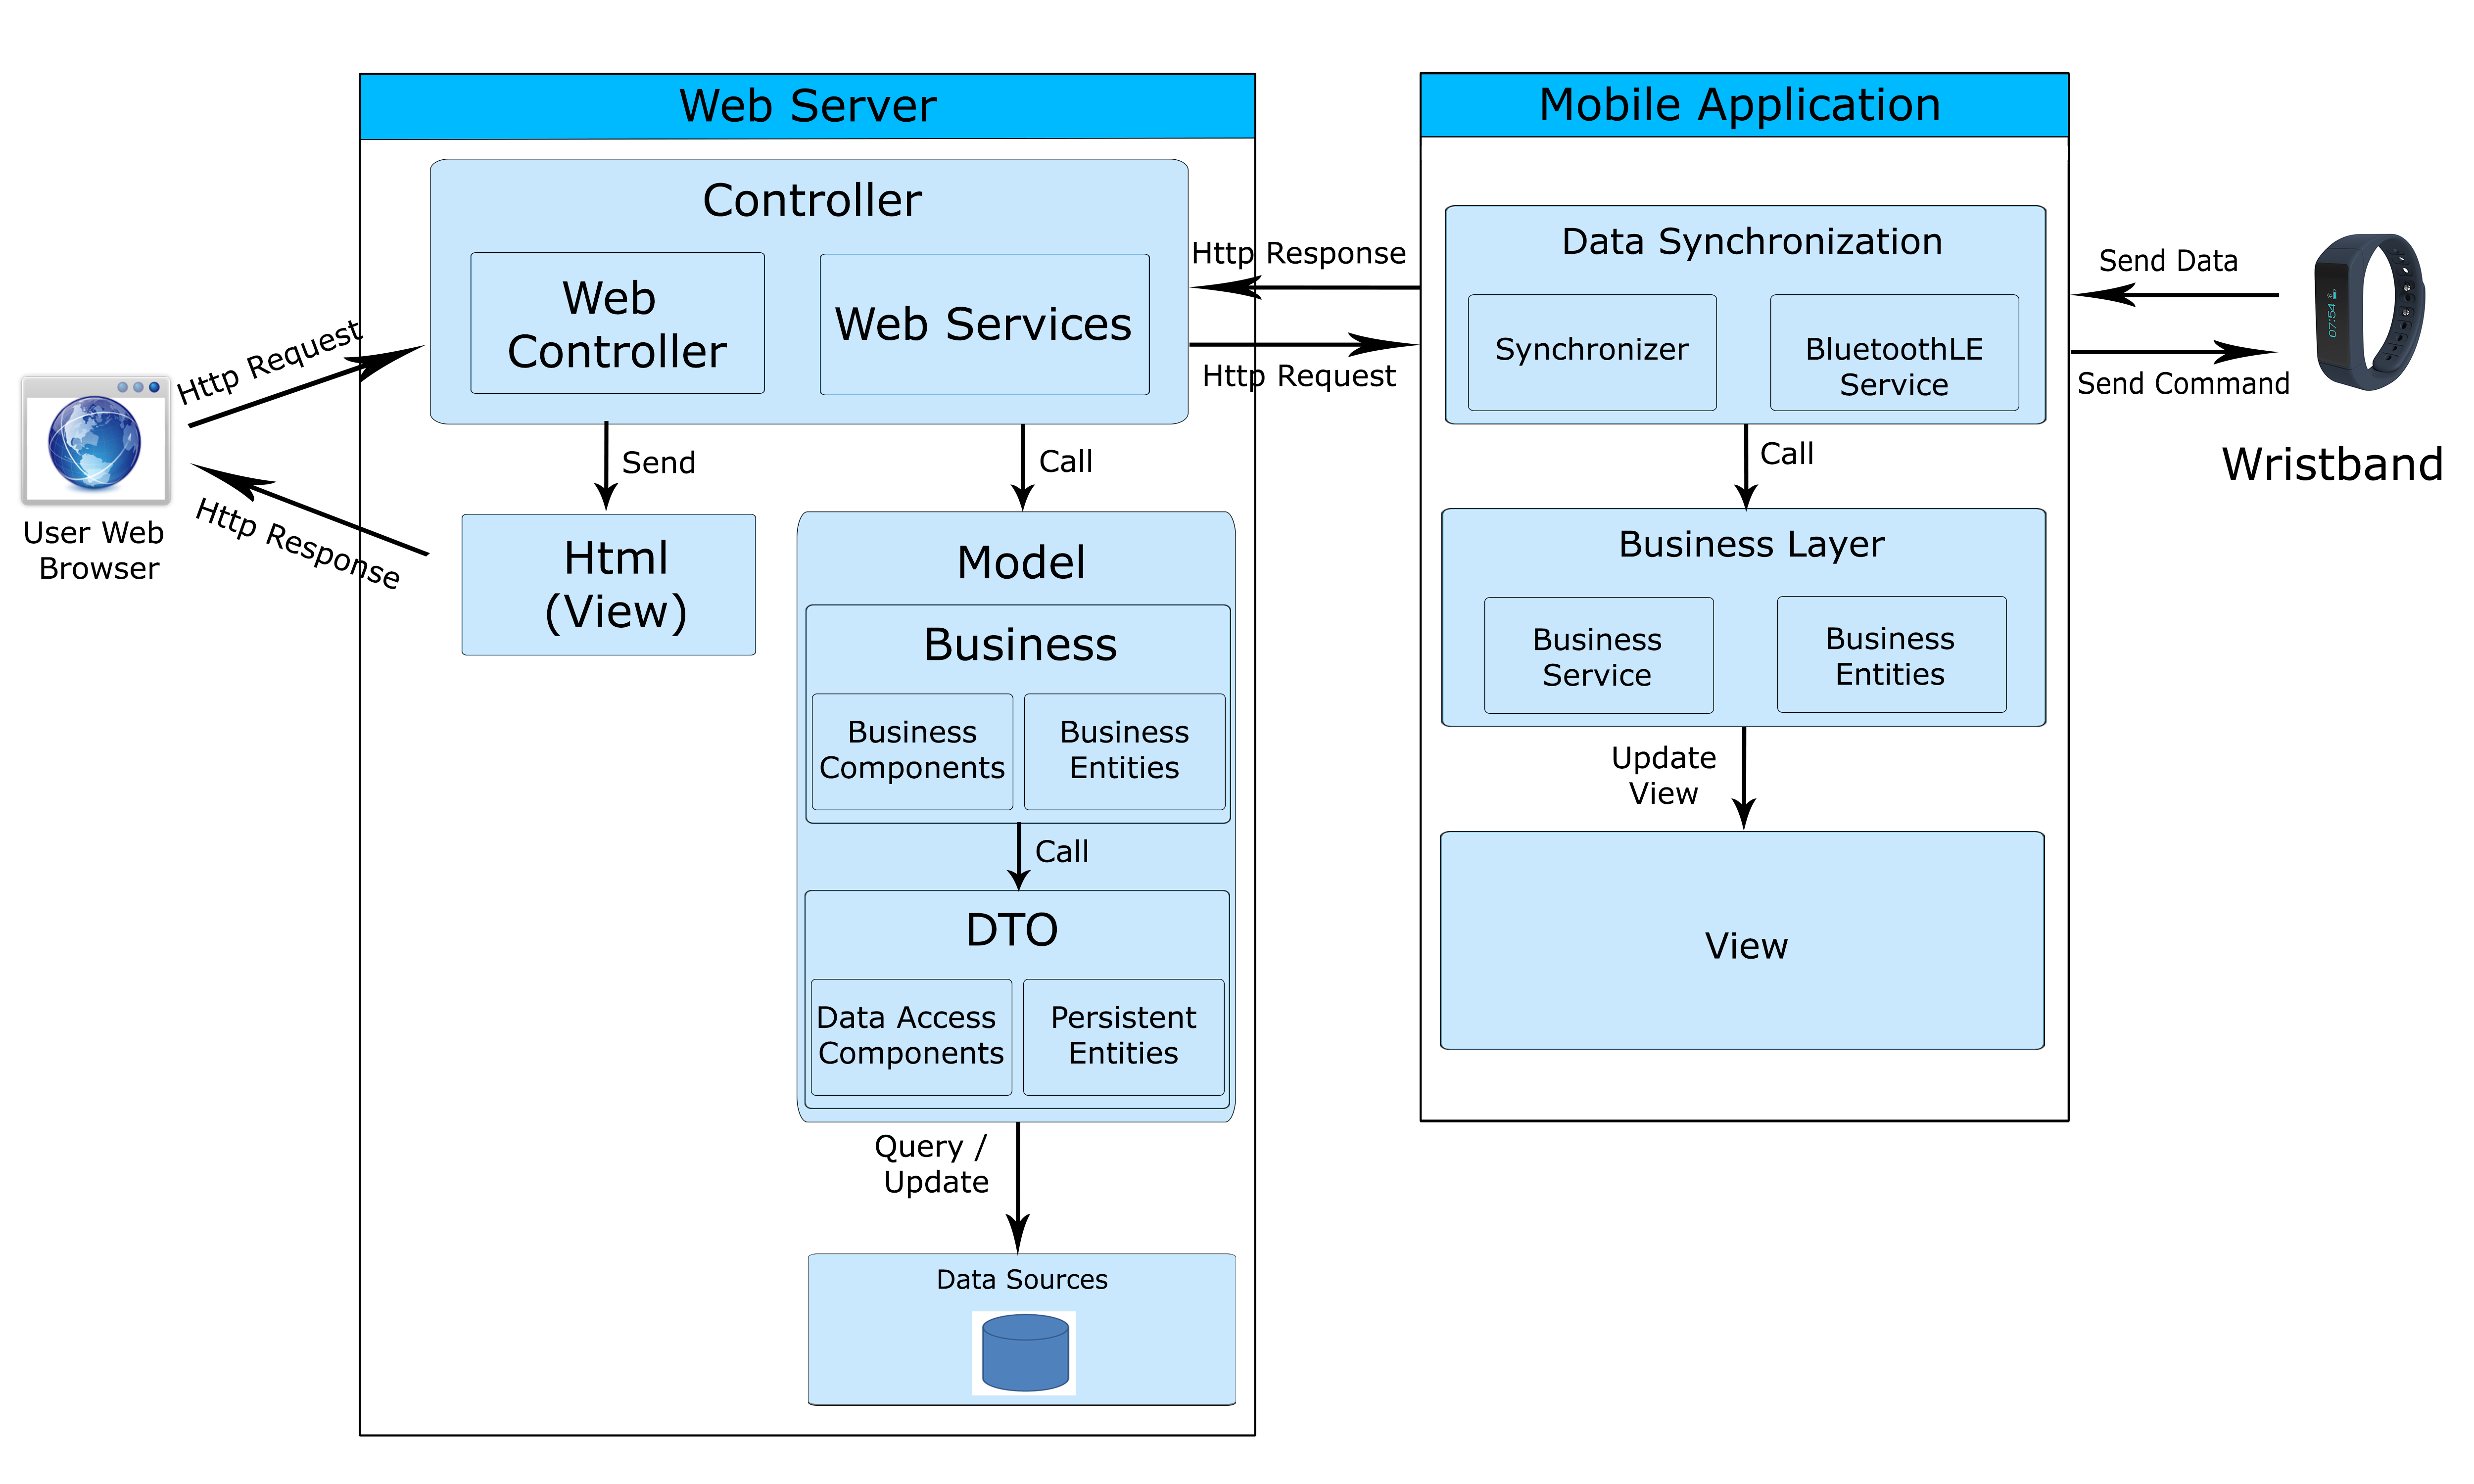 Web Server
Mobile Application
Controller
Web
Controller
Web Services
Http Request
Http Response
User Web
Browser
Send
Call
Html
(View)
Model
Business
Business
Components
Business
Entities
Call
DTO
Data Access
Components
Persistent
Entities
Query /
Update
Data Sources
Http Response
Http Request
Data Synchronization
Synchronizer
BluetoothLE
Service
Call
Business Layer
Business
Service
Business
Entities
Update
View
View
Send Data
Send Command
07:54
Wristband